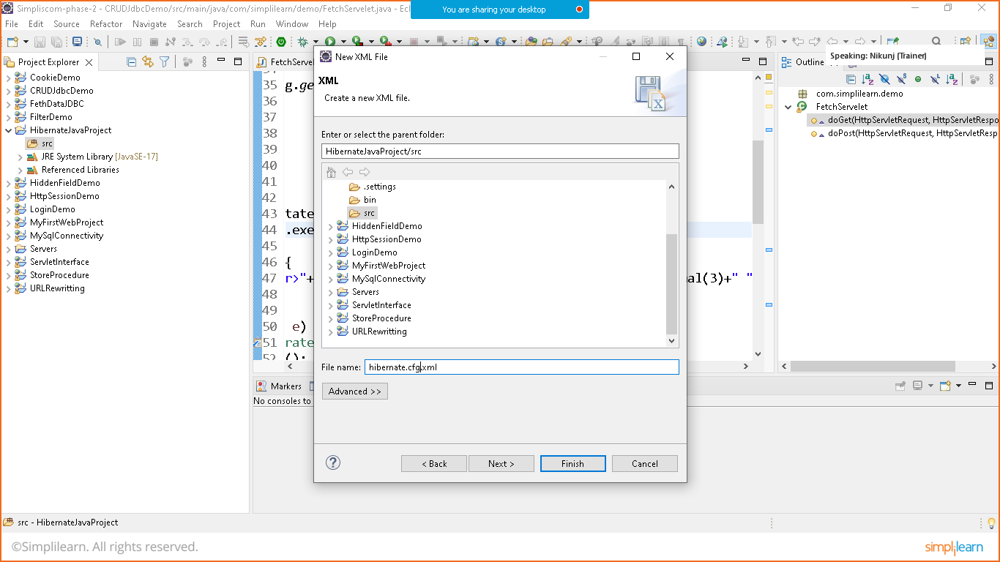 Simpliscom-phase-2 - CRUDJdbcDemo/src/main/java/com/simplilearn/demo/FetchServelet.java - Ecl
You are sharing your desktop
File Edit Source Refactor Navigate Search Project Run Window Help
Speaking: Nikunj (Trainer)
Project Explorer
CookieDemo
CRUDJdbcDemo
FethDataJDBC
FilterDemo
HibernateJavaProject
src
JRE System Library [JavaSE-17]
Referenced Libraries
HiddenFieldDemo
HttpSessionDemo
LoginDemo
MyFirstWebProject
MySqlConnectivity
Servers
ServletInterface
StoreProcedure
URLRewritting
FetchServel
35 g.ge
36
37
38
39
40
41
42
43 tate
44 .exe
45
46 {
47 r>"+ al(3)+" "
48
49
50 e)
51 rate
52 ();
New XML File
XML
Create a new XML file.
Enter or select the parent folder:
HibernateJavaProject/src
.settings
bin
src
HiddenFieldDemo
HttpSessionDemo
LoginDemo
MyFirstWebProject
MySqlConnectivity
Servers
ServletInterface
StoreProcedure
URLRewritting
File name: hibernate.cfg.xml
Advanced >>
? < Back Next > Finish Cancel
Outline
com.simplilearn.demo
FetchServelet
doGet(HttpServletRequest, HttpServletRespo
doPost(HttpServletRequest, HttpServletResp
Markers
No consoles to
src - HibernateJavaProject
©Simplilearn. All rights reserved.
simplilearn